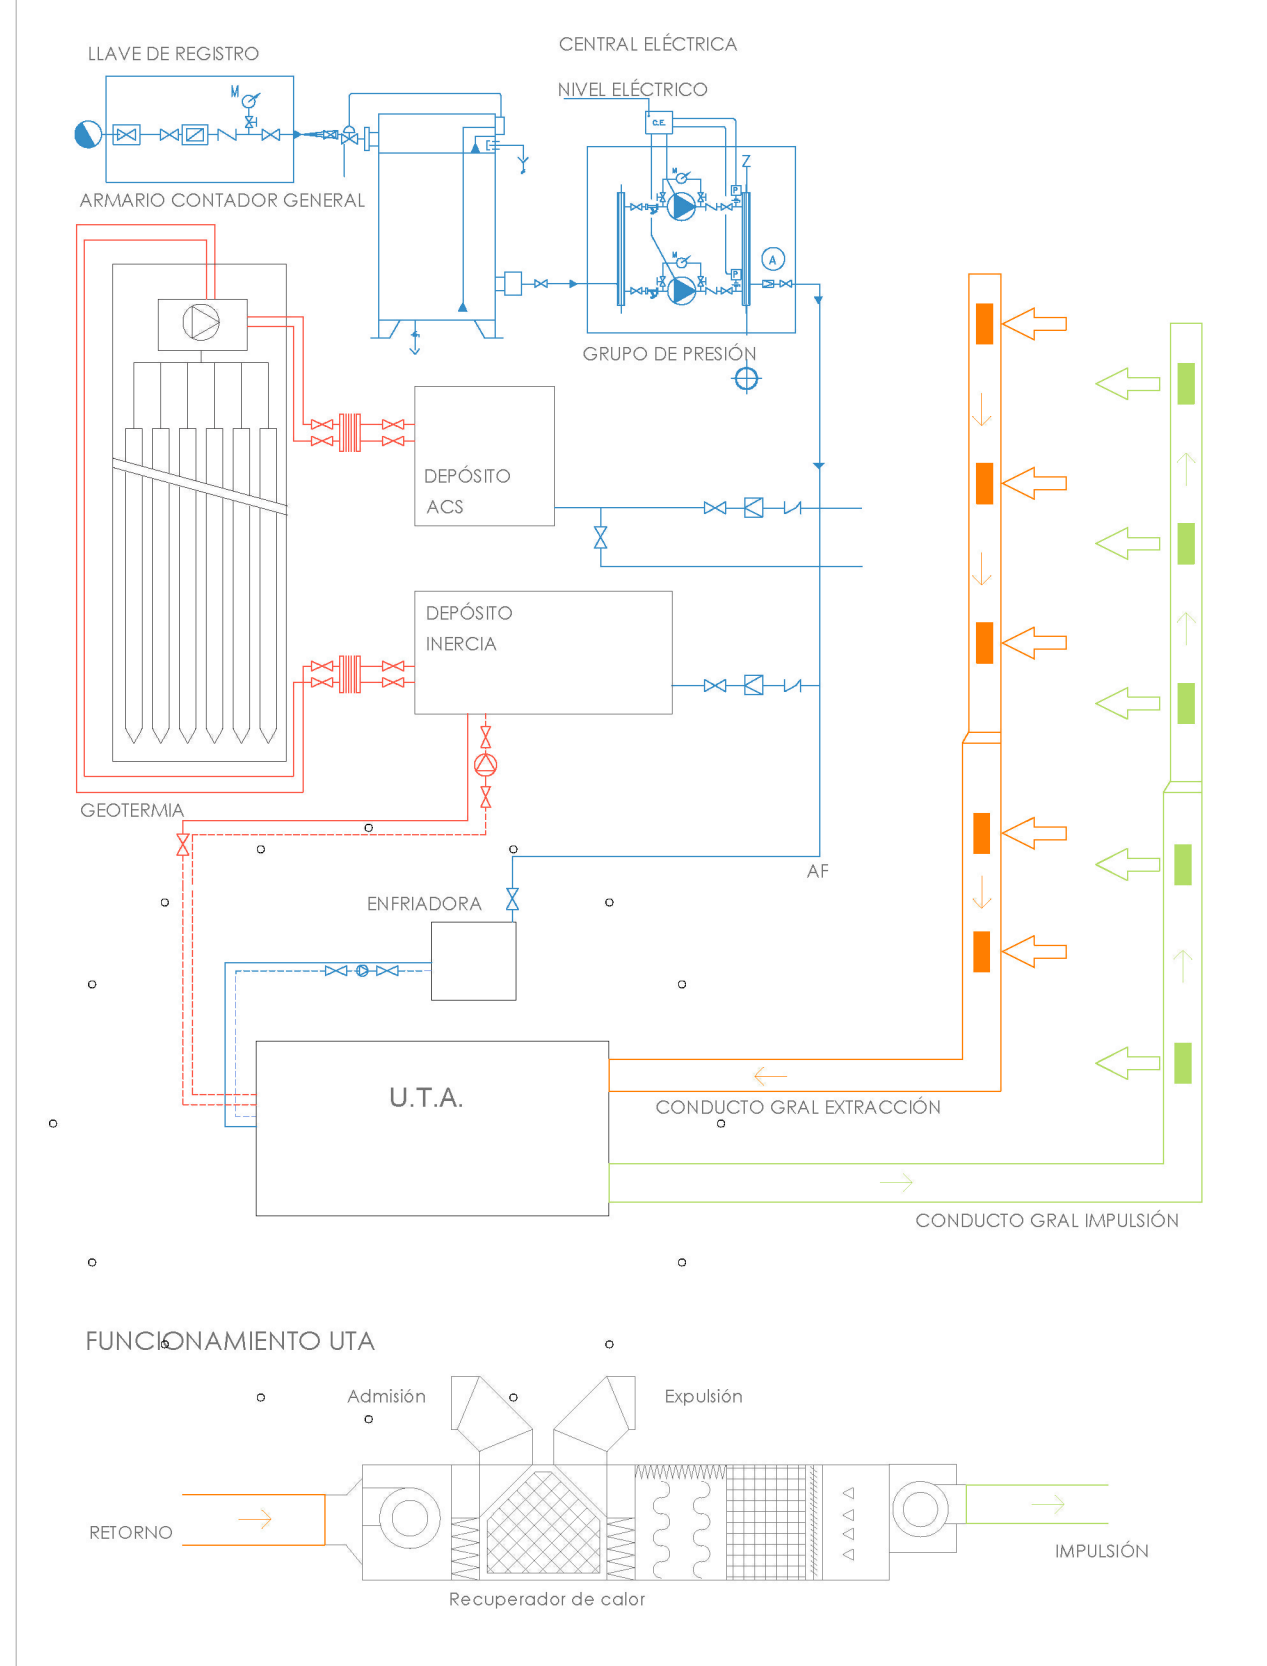 CENTRAL ELÉCTRICA
LLAVE DE REGISTRO
NIVEL ELÉCTRICO
M
C.E.
Z
M
P
ARMARIO CONTADOR GENERAL
M
A
P
GRUPO DE PRESIÓN
DEPÓSITO
ACS
DEPÓSITO
INERCIA
GEOTERMIA
AF
ENFRIADORA
U.T.A.
CONDUCTO GRAL EXTRACCIÓN
CONDUCTO GRAL IMPULSIÓN
FUNCIONAMIENTO UTA
Admisión
Expulsión
RETORNO
IMPULSIÓN
Recuperador de calor